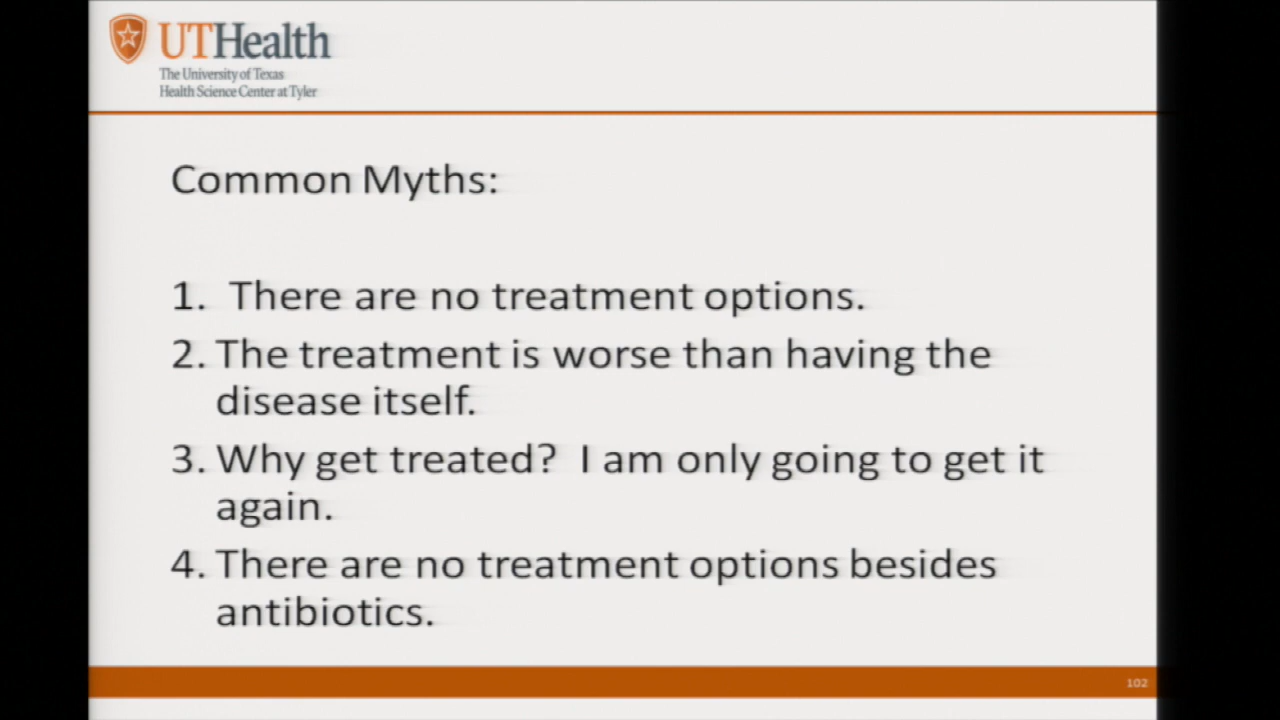 UTHealth
The University of Texas
Health Science Center at Tyler
Common Myths:
1. There are no treatment options.
2. The treatment is worse than having the
disease itself.
3. Why get treated? I am only going to get it
again.
4. There are no treatment options besides
antibiotics.
102